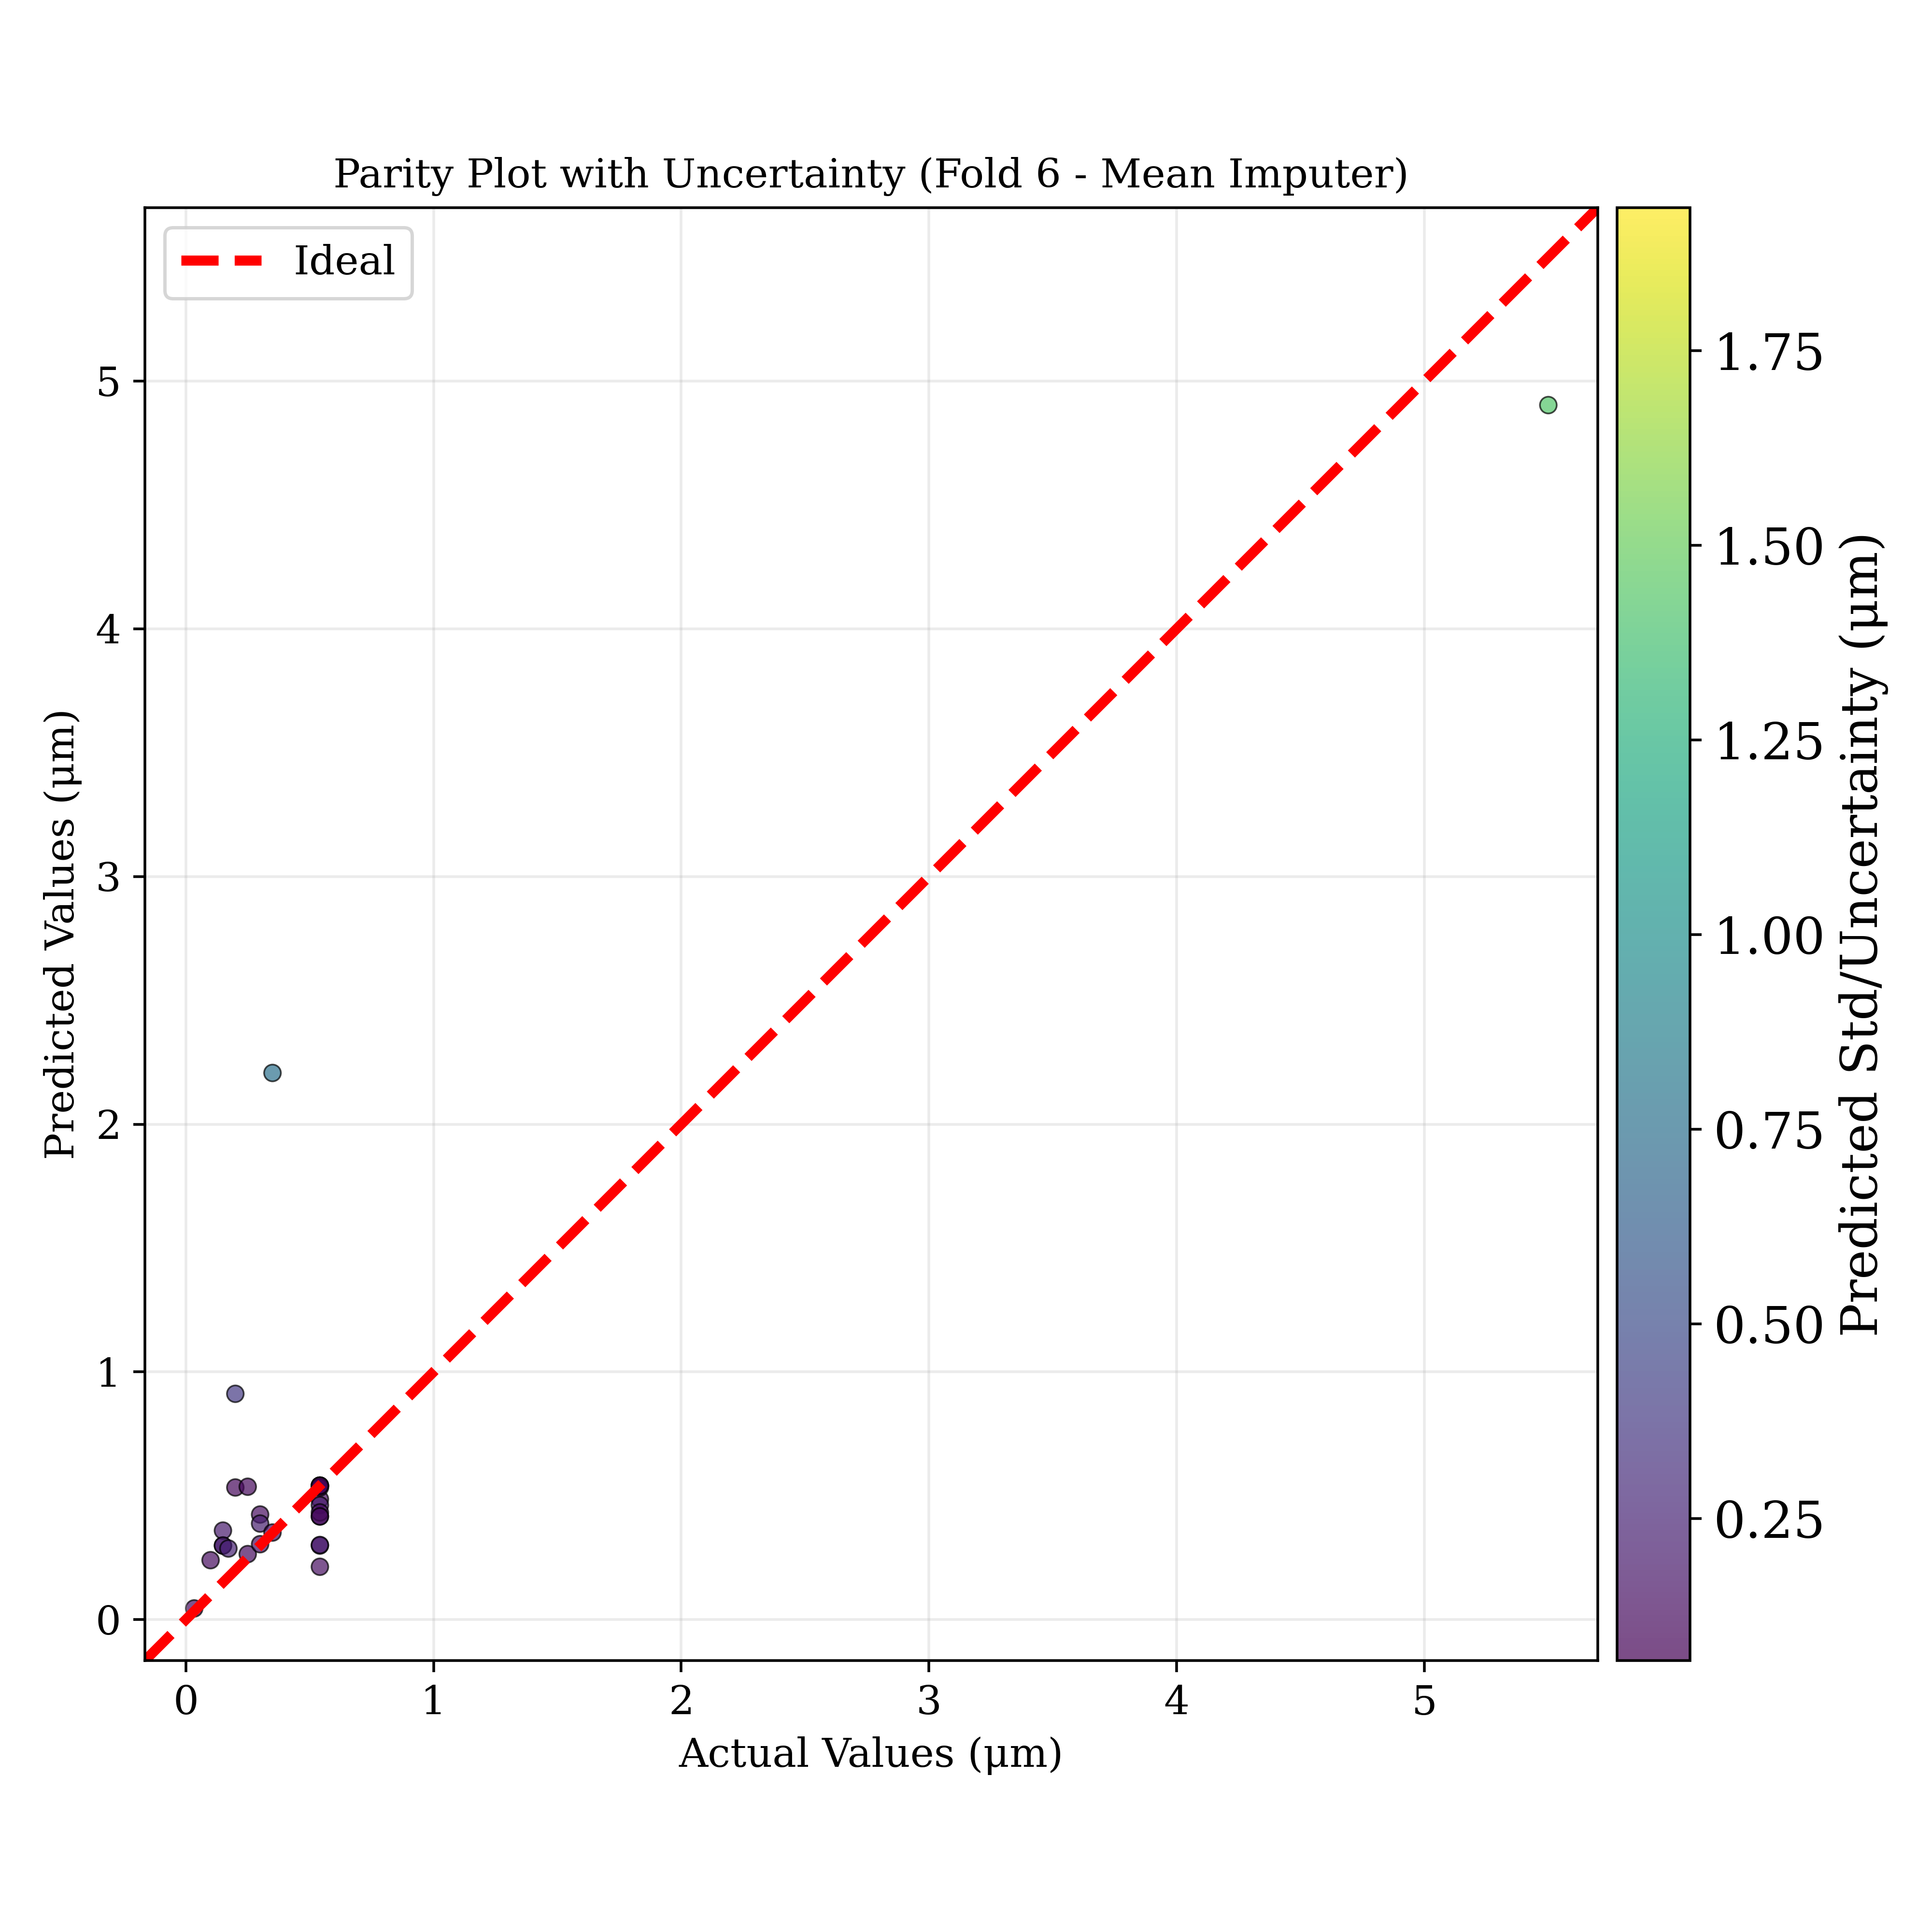 Parity Plot with Uncertainty (Fold 6 - Mean Imputer)
Ideal
Predicted Values (μm)
5
4
3
2
1
0
0 1 2 3 4 5
Actual Values (μm)
1.75
1.50
1.25
1.00
0.75
0.50
0.25
Predicted Std/Uncertainty (μm)